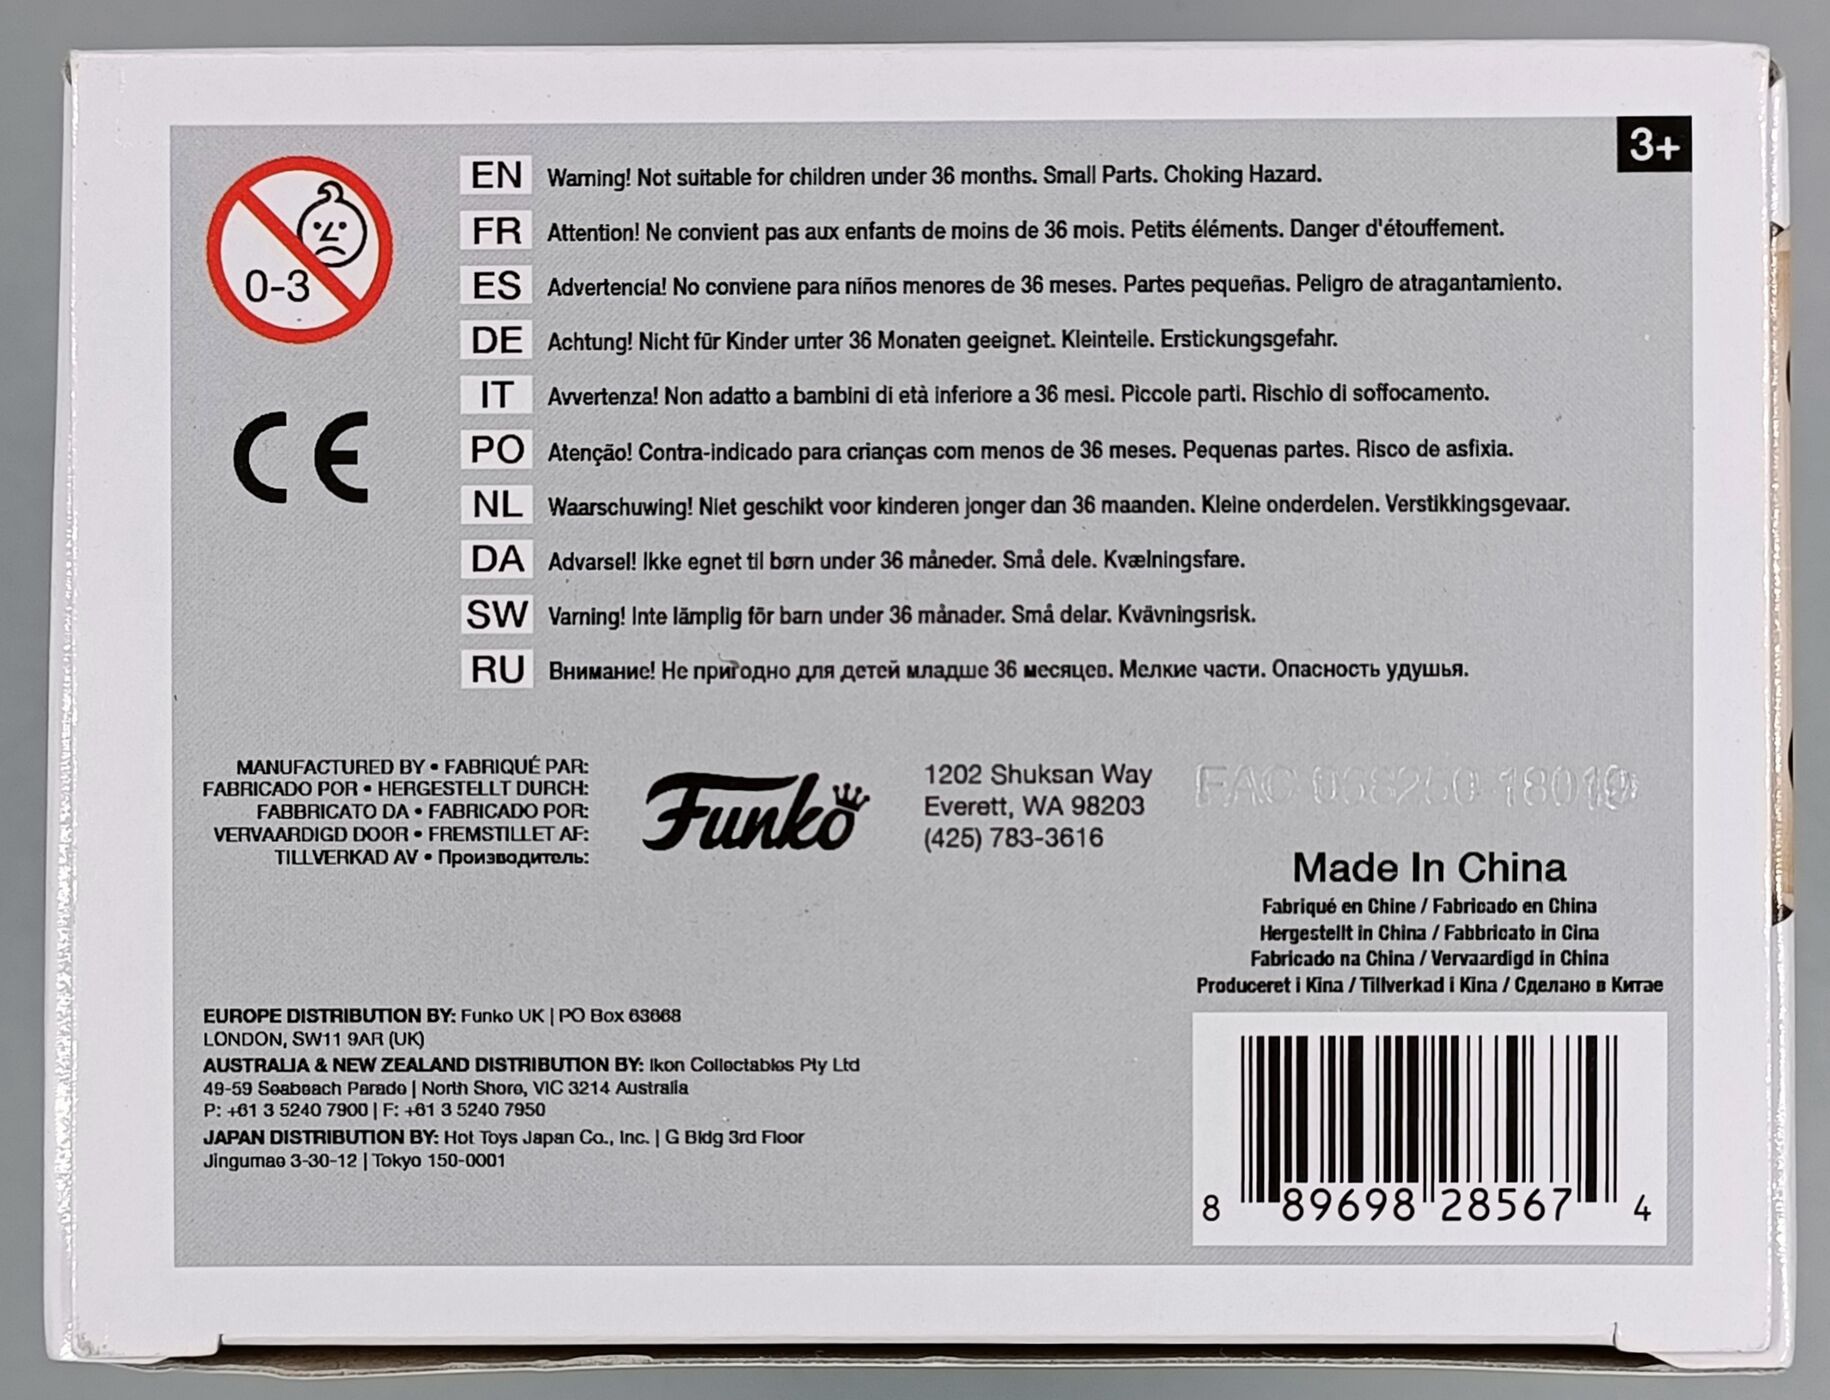 3+
0-3
CE
EN Warning! Not suitable for children under 36 months. Small Parts. Choking Hazard.
FR Attention! Ne convient pas aux enfants de moins de 36 mois. Petits éléments. Danger d'étouffement.
ES Advertencia! No conviene para niños menores de 36 meses. Partes pequeñas. Peligro de atragantamiento.
DE Achtung! Nicht für Kinder unter 36 Monaten geeignet. Kleinteile. Erstickungsgefahr.
IT Avvertenza! Non adatto a bambini di età inferiore a 36 mesi. Piccole parti. Rischio di soffocamento.
PO Atenção! Contra-indicado para crianças com menos de 36 meses. Pequenas partes. Risco de asfixia.
NL Waarschuwing! Niet geschikt voor kinderen jonger dan 36 maanden. Kleine onderdelen. Verstikkingsgevaar.
DA Advarsel! Ikke egnet til børn under 36 måneder. Små dele. Kvælningsfare.
SW Varning! Inte lämplig för barn under 36 månader. Små delar. Kvävningsrisk.
RU Внимание! Не пригодно для детей младше 36 месяцев. Мелкие части. Опасность удушья.
MANUFACTURED BY • FABRIQUÉ PAR:
FABRICADO POR • HERGESTELLT DURCH:
FABBRICATO DA • FABRICADO POR:
VERVAARDIGD DOOR • FREMSTILLET AF:
TILLVERKAD AV • Производитель:
Funko
1202 Shuksan Way
Everett, WA 98203
(425) 783-3616
FAC
Made In China
Fabriqué en Chine / Fabricado en China
Hergestellt in China / Fabbricato in Cina
Fabricado na China / Vervaardigd in China
Produceret i Kina / Tillverkad i Kina / Сделано в Китае
EUROPE DISTRIBUTION BY: Funko UK | PO Box 63668
LONDON, SW11 9AR (UK)
AUSTRALIA & NEW ZEALAND DISTRIBUTION BY: Ikon Collectables Pty Ltd
49-59 Seabeach Parade | North Shore, VIC 3214 Australia
P: +61 3 5240 7900 | F: +61 3 5240 7950
JAPAN DISTRIBUTION BY: Hot Toys Japan Co., Inc. | G Bldg 3rd Floor
Jingumae 3-30-12 | Tokyo 150-0001
8 89698 28567 4